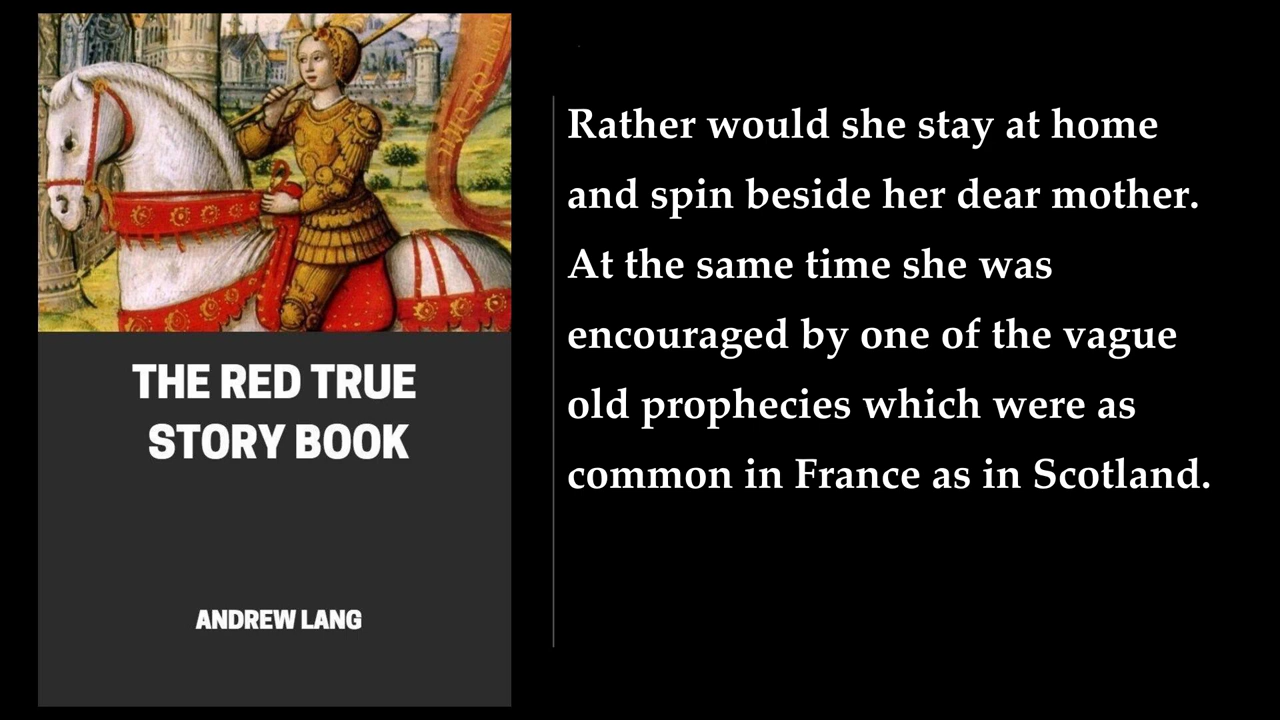 THE RED TRUE
STORY BOOK
ANDREW LANG
Rather would she stay at home
and spin beside her dear mother.
At the same time she was
encouraged by one of the vague
old prophecies which were as
common in France as in Scotland.